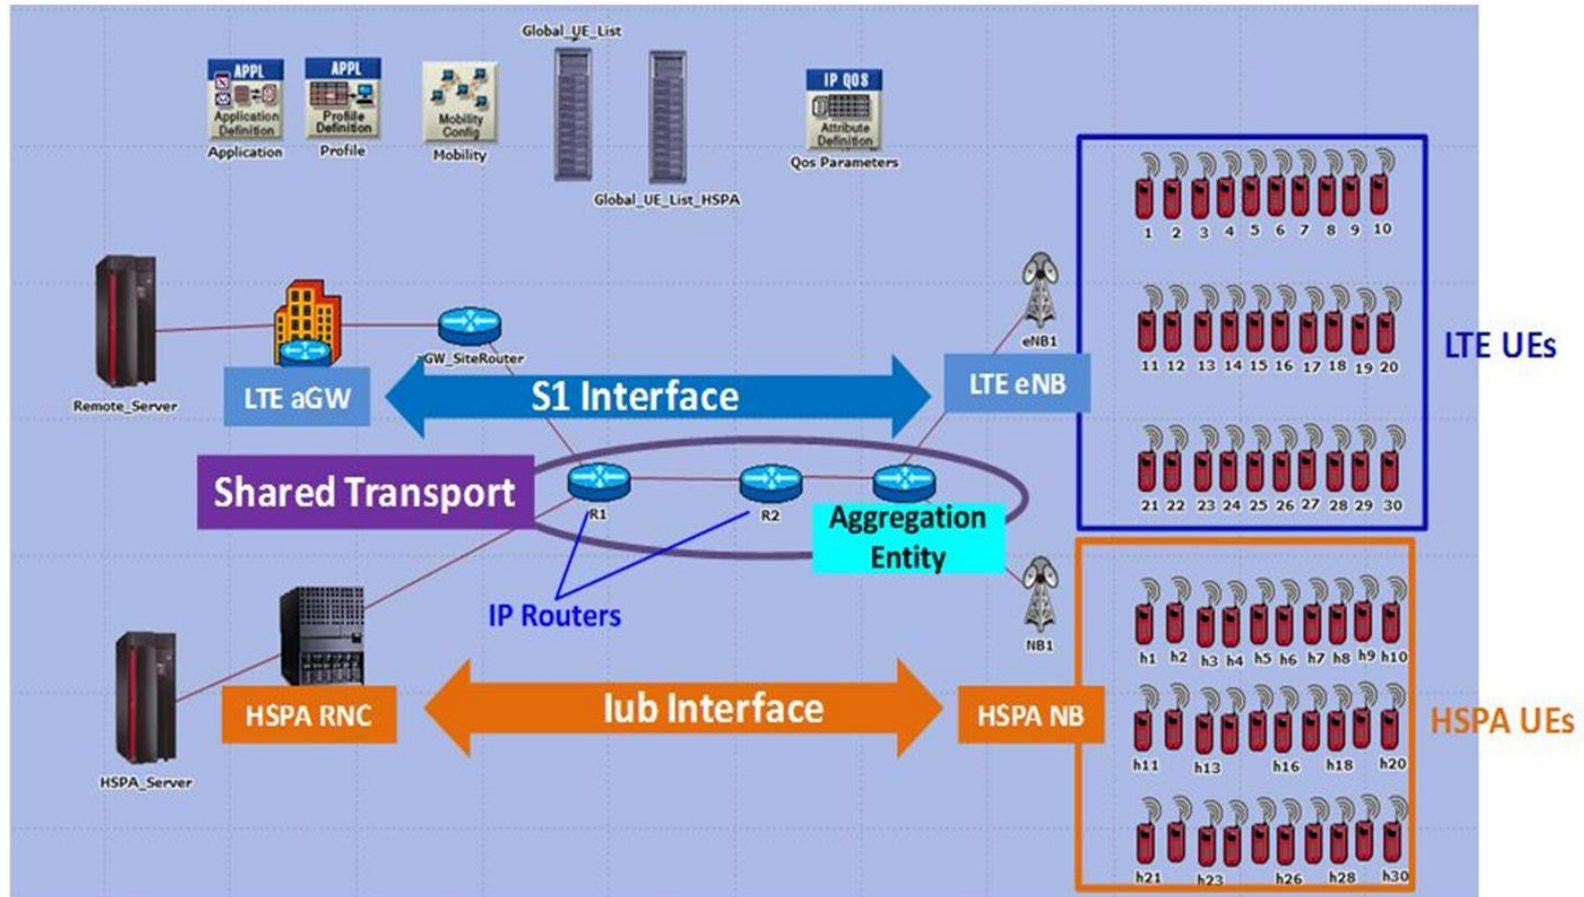 Global_UE_List
APPL
Application
Definition
Application
APPL
Profile
Definition
Profile
Mobility
Config
Mobility
Global_UE_List_HSPA
IP QOS
Attribute
Definition
Qos Parameters
1 2 3 4 5 6 7 8 9 10
11 12 13 14 15 16 17 18 19 20
21 22 23 24 25 26 27 28 29 30
LTE UEs
Remote_Server
GW_SiteRouter
eNB1
LTE aGW
S1 Interface
LTE eNB
Shared Transport
R1
R2
Aggregation
Entity
IP Routers
NB1
h1 h2 h3 h4 h5 h6 h7 h8 h9 h10
h11 h13 h16 h18 h20
h21 h23 h26 h28 h30
HSPA UEs
HSPA RNC
Iub Interface
HSPA NB
HSPA_Server